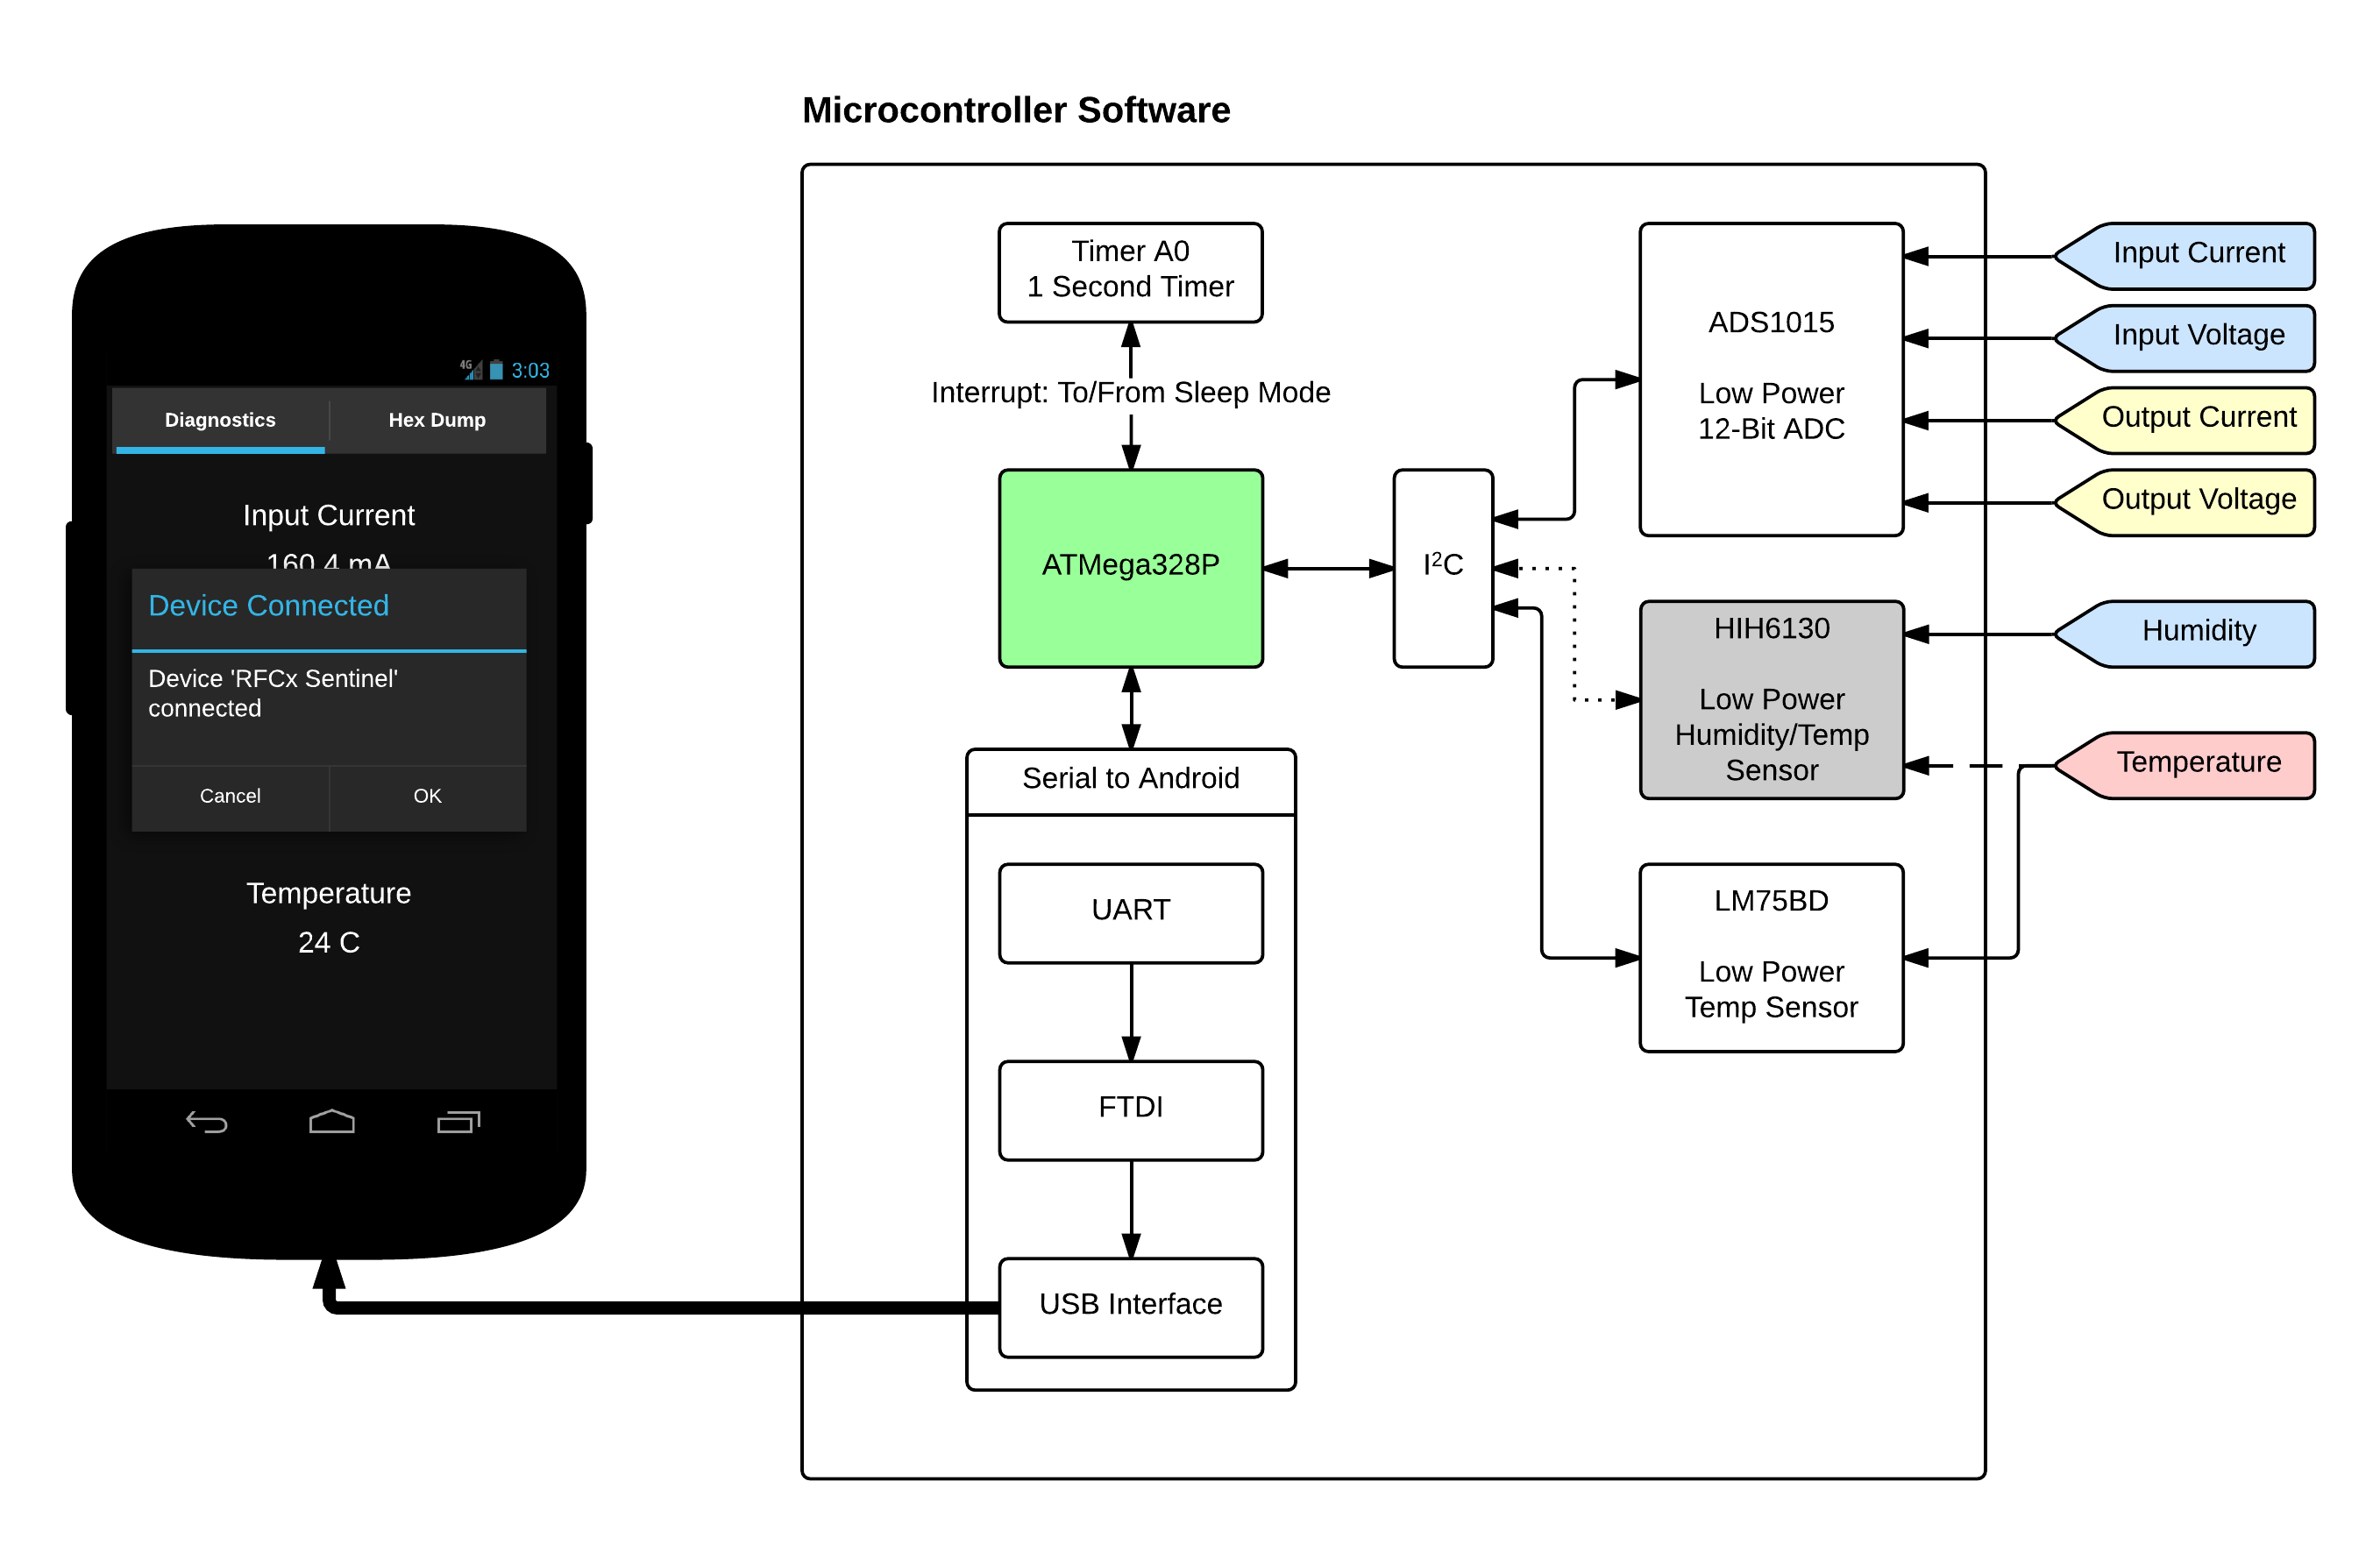 Microcontroller Software
4G 3:03
Diagnostics
Hex Dump
Input Current
160.4 mA
Device Connected
Device 'RFCx Sentinel'
connected
Cancel
OK
Temperature
24 C
Timer A0
1 Second Timer
Interrupt: To/From Sleep Mode
ATMega328P
I²C
Serial to Android
UART
FTDI
USB Interface
ADS1015
Low Power
12-Bit ADC
HIH6130
Low Power
Humidity/Temp
Sensor
LM75BD
Low Power
Temp Sensor
Input Current
Input Voltage
Output Current
Output Voltage
Humidity
Temperature